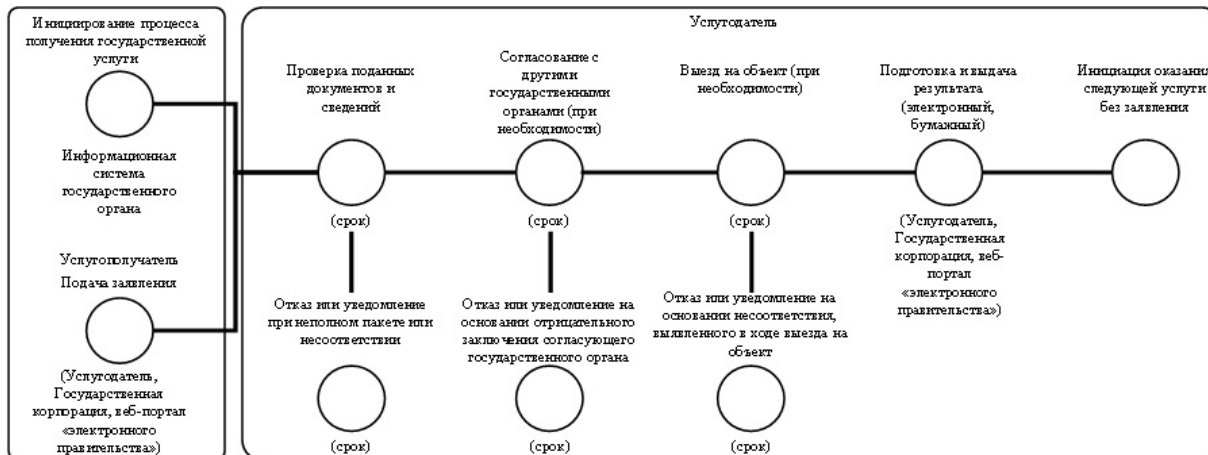 Инициирование процесса
получения государственной
услуги
Информационная
система
государственного
органа
Услугополучатель
Подача заявления
(Услугодатель,
Государственная
корпорация, веб-портал
«электронного
правительства»)
Услугодатель
Проверка поданных
документов и
сведений
(срок)
Согласование с
другими
государственными
органами (при
необходимости)
(срок)
Выезд на объект (при
необходимости)
(срок)
Подготовка и выдача
результата
(электронный,
бумажный)
(Услугодатель,
Государственная
корпорация, веб-
портал
«электронного
правительства»)
Инициация оказания
следующей услуги
без заявления
Отказ или уведомление
при неполном пакете или
несоответствии
(срок)
Отказ или уведомление на
основании отрицательного
заключения согласующего
государственного органа
(срок)
Отказ или уведомление на
основании несоответствия,
выявленного в ходе выезда на
объект
(срок)